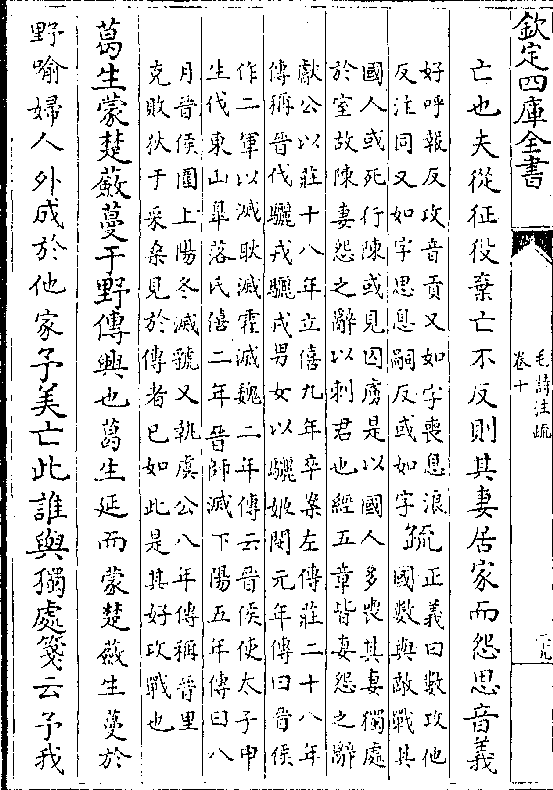 欽定四庫全書
毛詩注疏
卷十
亡也夫從征役棄亡不反則其妻居家而怨思音義
好呼報反攻音貢又如字喪息浪
反注同又如字思息嗣反或如字
疏
正義曰數攻他
國數與敵戰其
國人或死行陳或見囚虜是以國人多喪其妻獨處
於室故陳妻怨之辭以刺君也經五章皆妻怨之辭
獻公以莊十八年立僖九年卒案左傳莊二十八年
傳稱晉伐驪戎驪戎男女以驪姬閔元年傳曰晉侯
作二軍以滅耿滅霍滅魏二年傳云晉侯使太子申
生伐東山臯落氏僖二年晉師滅下陽五年傳曰八
月晉侯圍上陽冬滅虢又執虞公八年傳稱晉里
克敗狄于采桑見於傳者已如此是其好攻戰也
葛生蒙楚蘞蔓于野傳興也葛生延而蒙楚蘞生蔓於
野喻婦人外成於他家予美亡此誰與獨處箋云予我